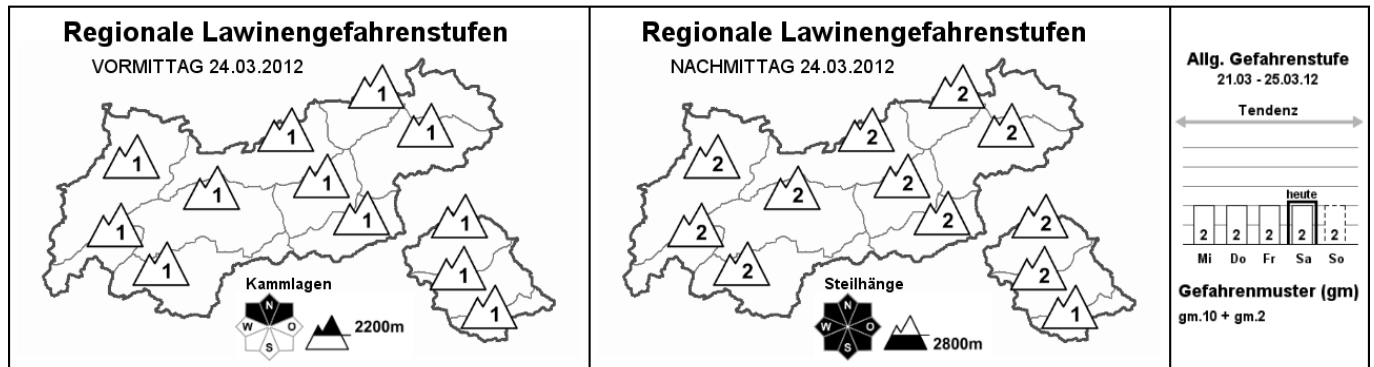 Regionale Lawinengefahrenstufen
VORMITTAG 24.03.2012
1
1
1
1
1
1
1
1
1
1
1
1
Kammlagen
N
W O
S
2200m
Regionale Lawinengefahrenstufen
NACHMITTAG 24.03.2012
2
2
2
2
2
2
2
2
2
2
2
1
Steilhänge
N
W O
S
2800m
Allg. Gefahrenstufe
21.03 - 25.03.12
Tendenz
heute
2 2 2 2 2
Mi Do Fr Sa So
Gefahrenmuster (gm)
gm.10 + gm.2